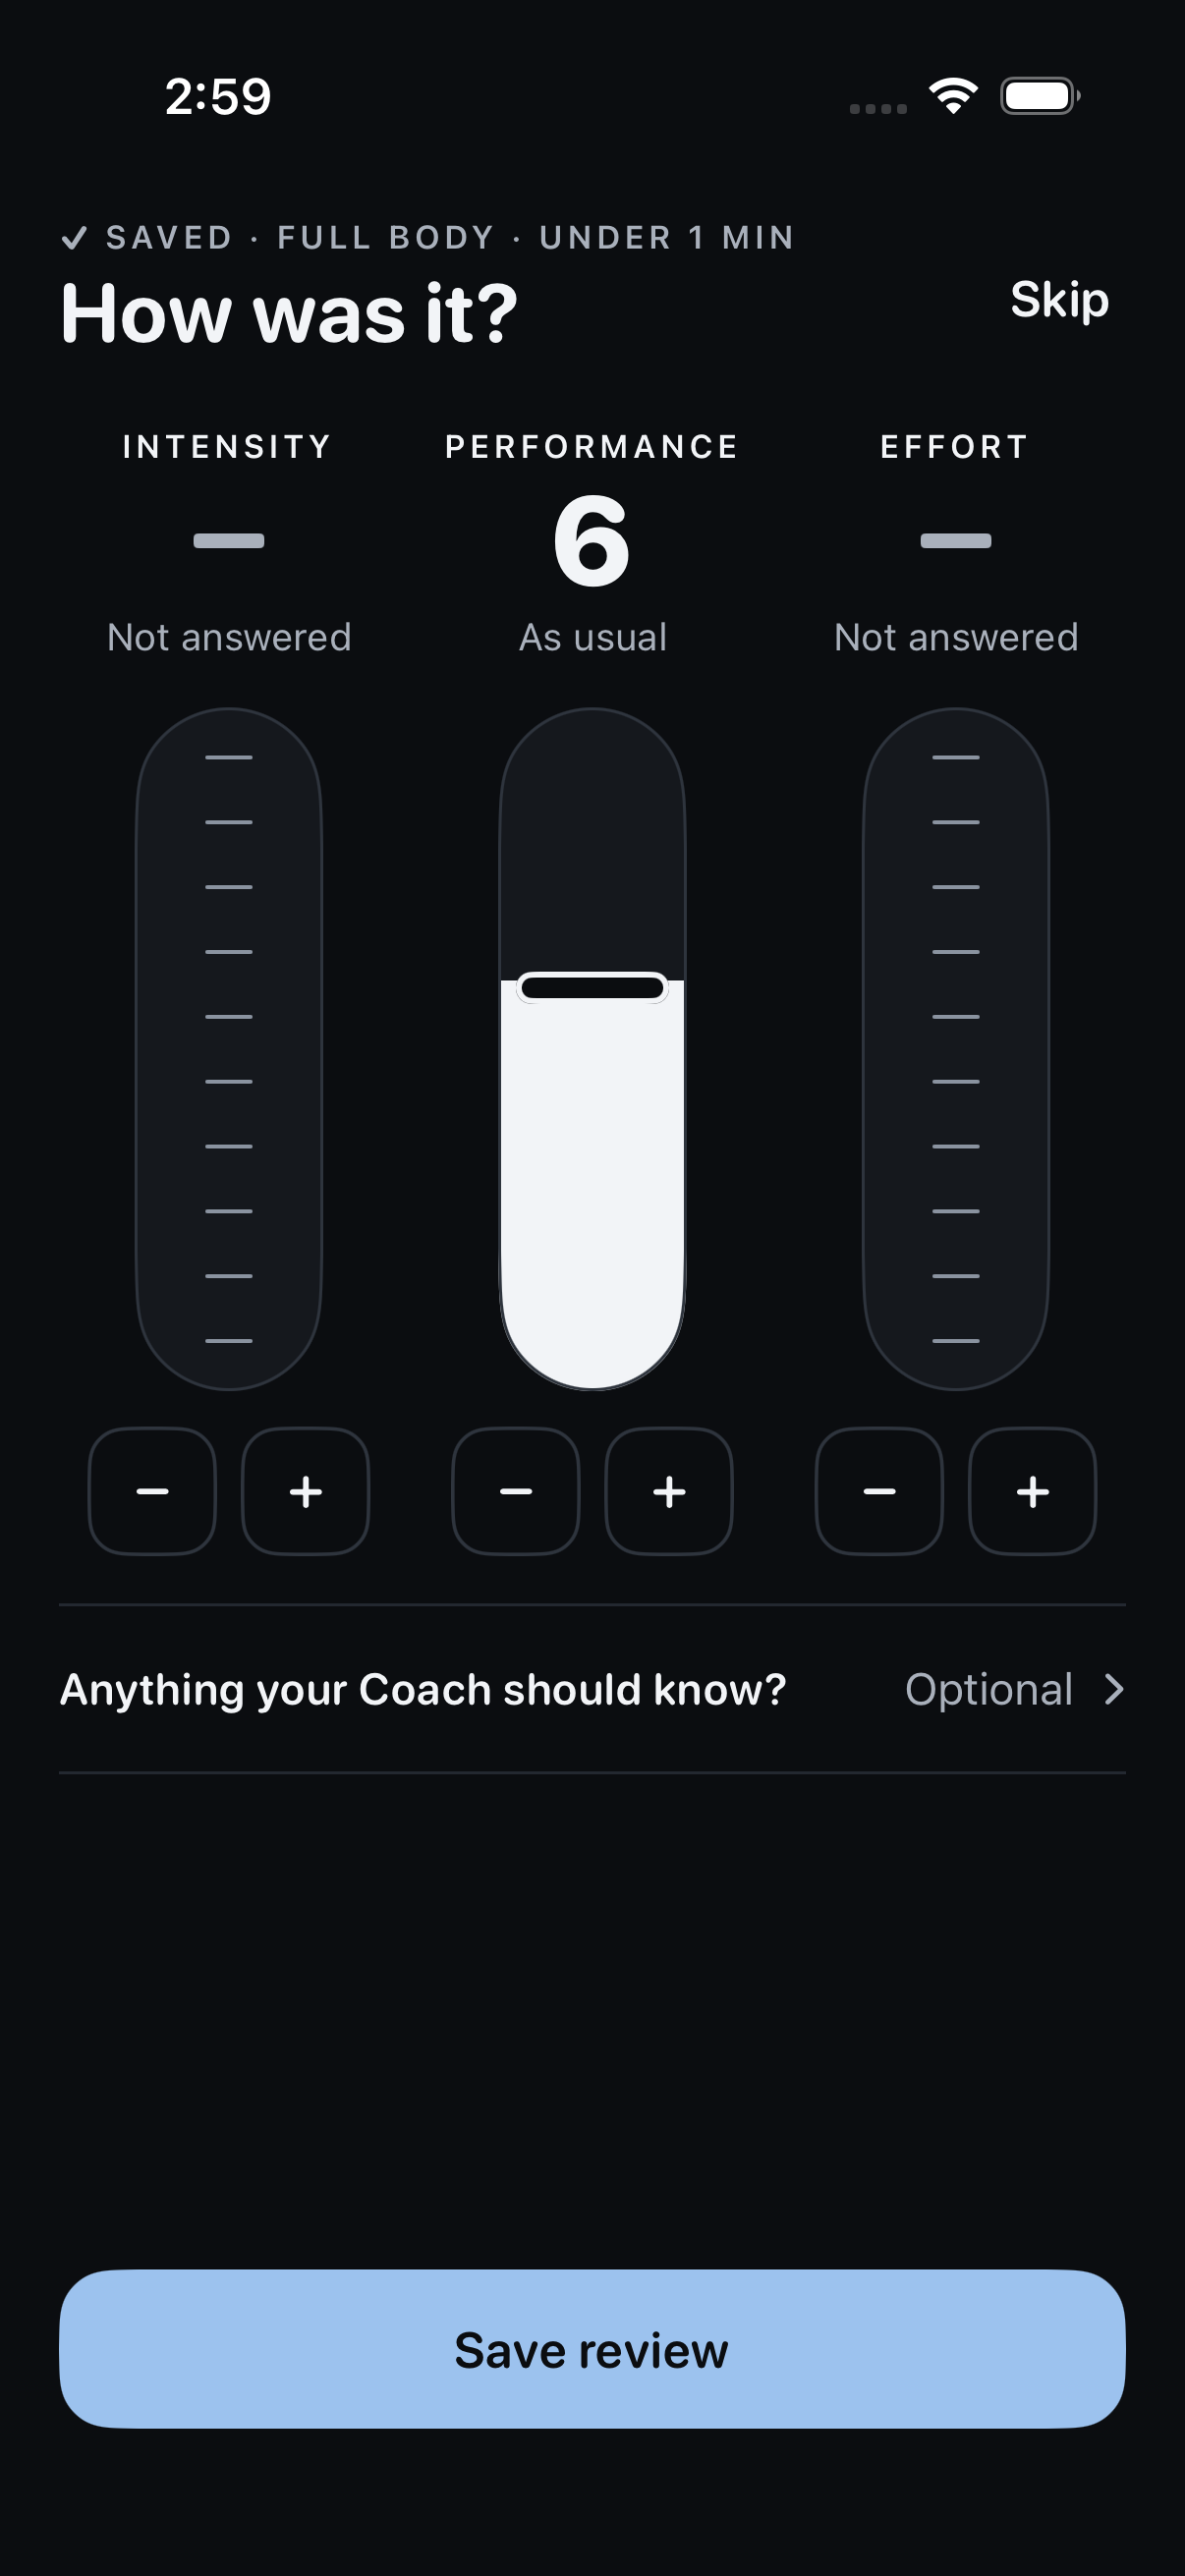 2:59
SAVED · FULL BODY · UNDER 1 MIN
How was it?
Skip
INTENSITY PERFORMANCE EFFORT
6
Not answered As usual Not answered
Anything your Coach should know? Optional
Save review